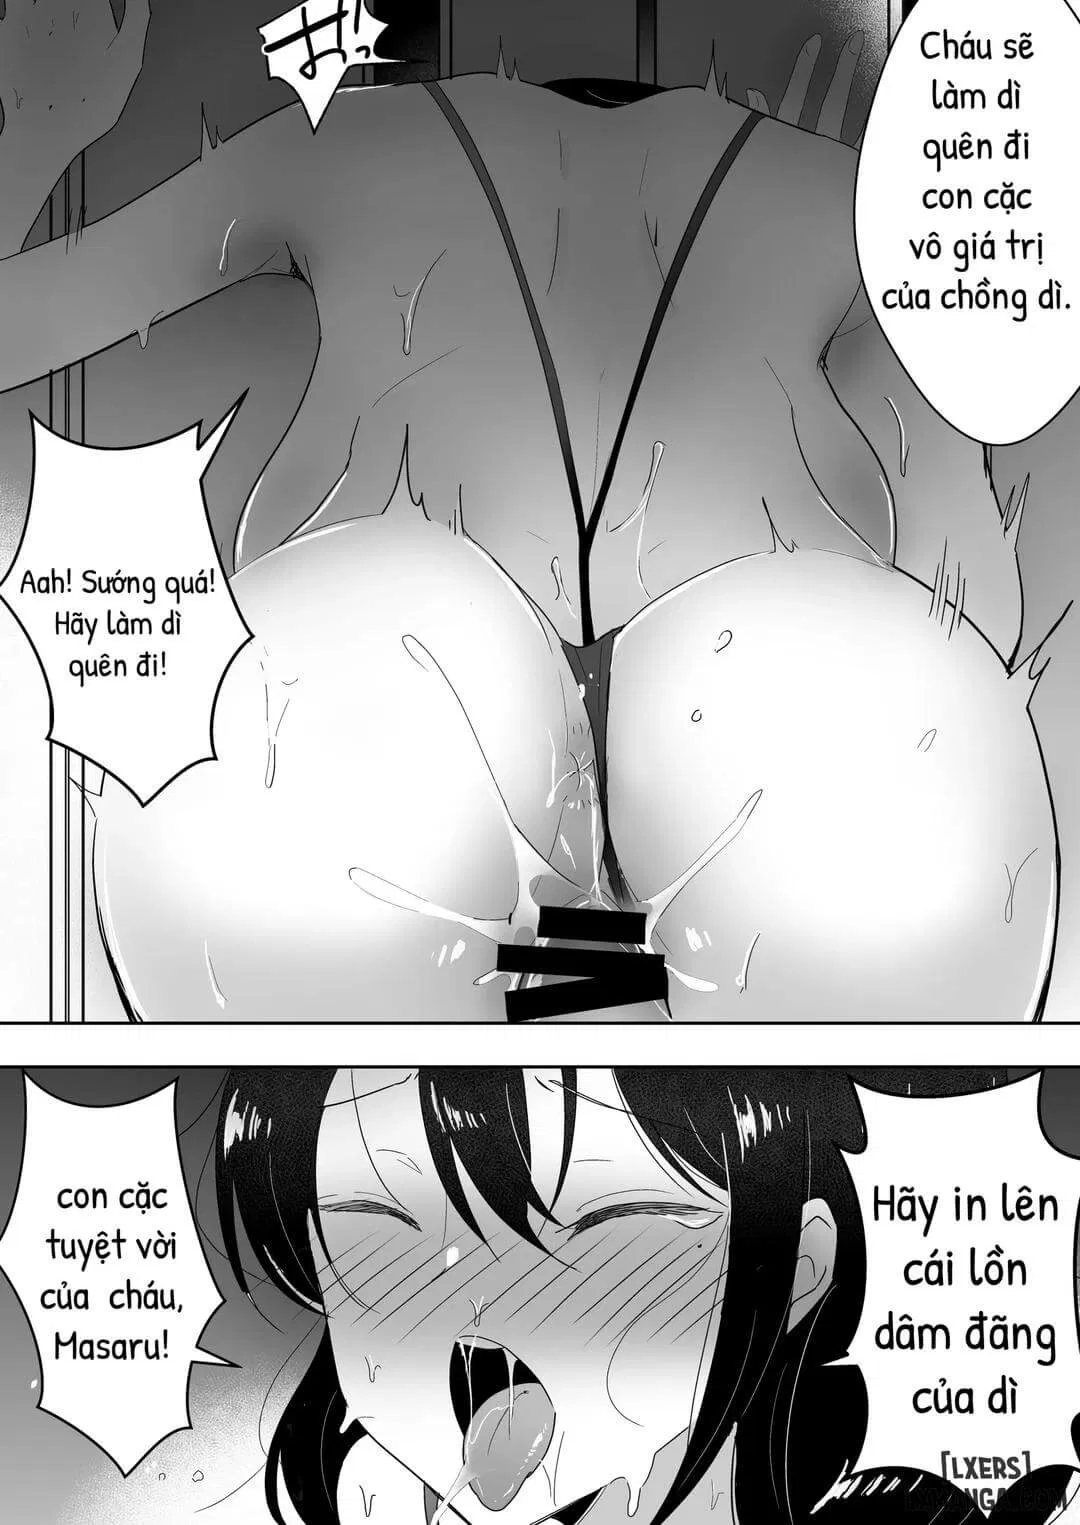 おっ
Cháu sẽ
làm dì
quên đi
con cặc
vô giá trị
của chồng dì.
Aah! Sướng quá!
Hãy làm dì
quên đi!
Hãy in lên
cái lồn
dâm đãng
của dì
con cặc
tuyệt vời
của cháu,
Masaru!
[LXERS]